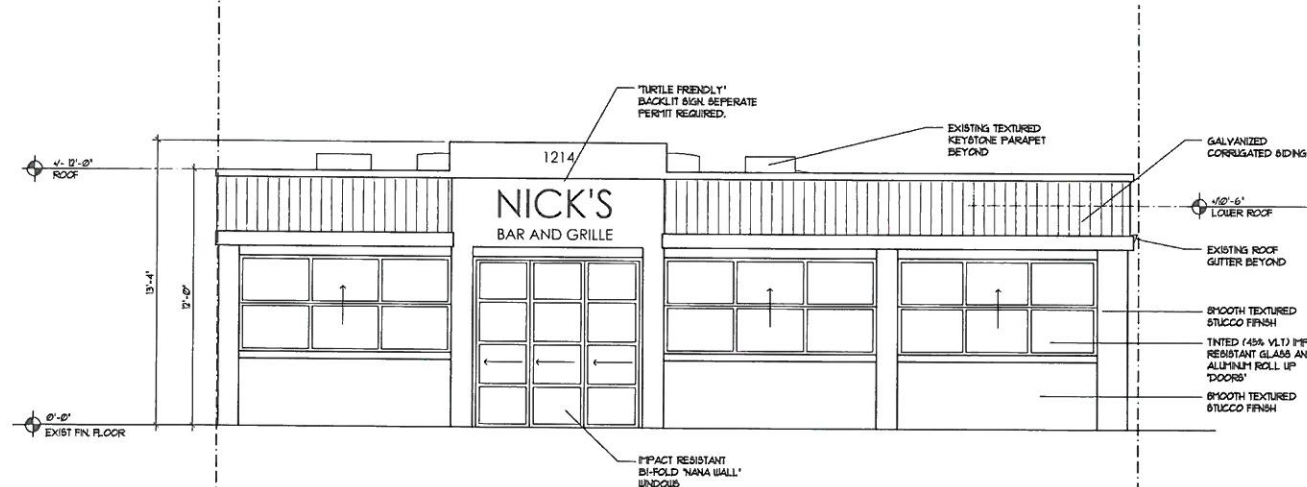 "TURTLE FRIENDLY"
BACKLIT SIGN. SEPERATE
PERMIT REQUIRED.
EXISTING TEXTURED
KEYSTONE PARAPET
BEYOND
GALVANIZED
CORRUGATED SIDING
+/- 12'-0"
ROOF
1214
NICK'S
BAR AND GRILLE
+/-10'-6"
LOWER ROOF
EXISTING ROOF
GUTTER BEYOND
13'-4"
12'-0"
SMOOTH TEXTURED
STUCCO FINSH
TINTED (45% VLT) IMP
RESISTANT GLASS AN
ALUMINUM ROLL UP
"DOORS"
SMOOTH TEXTURED
STUCCO FINSH
0'-0"
EXIST FIN. FLOOR
IMPACT RESISTANT
BI-FOLD "NANA WALL"
WINDOWS